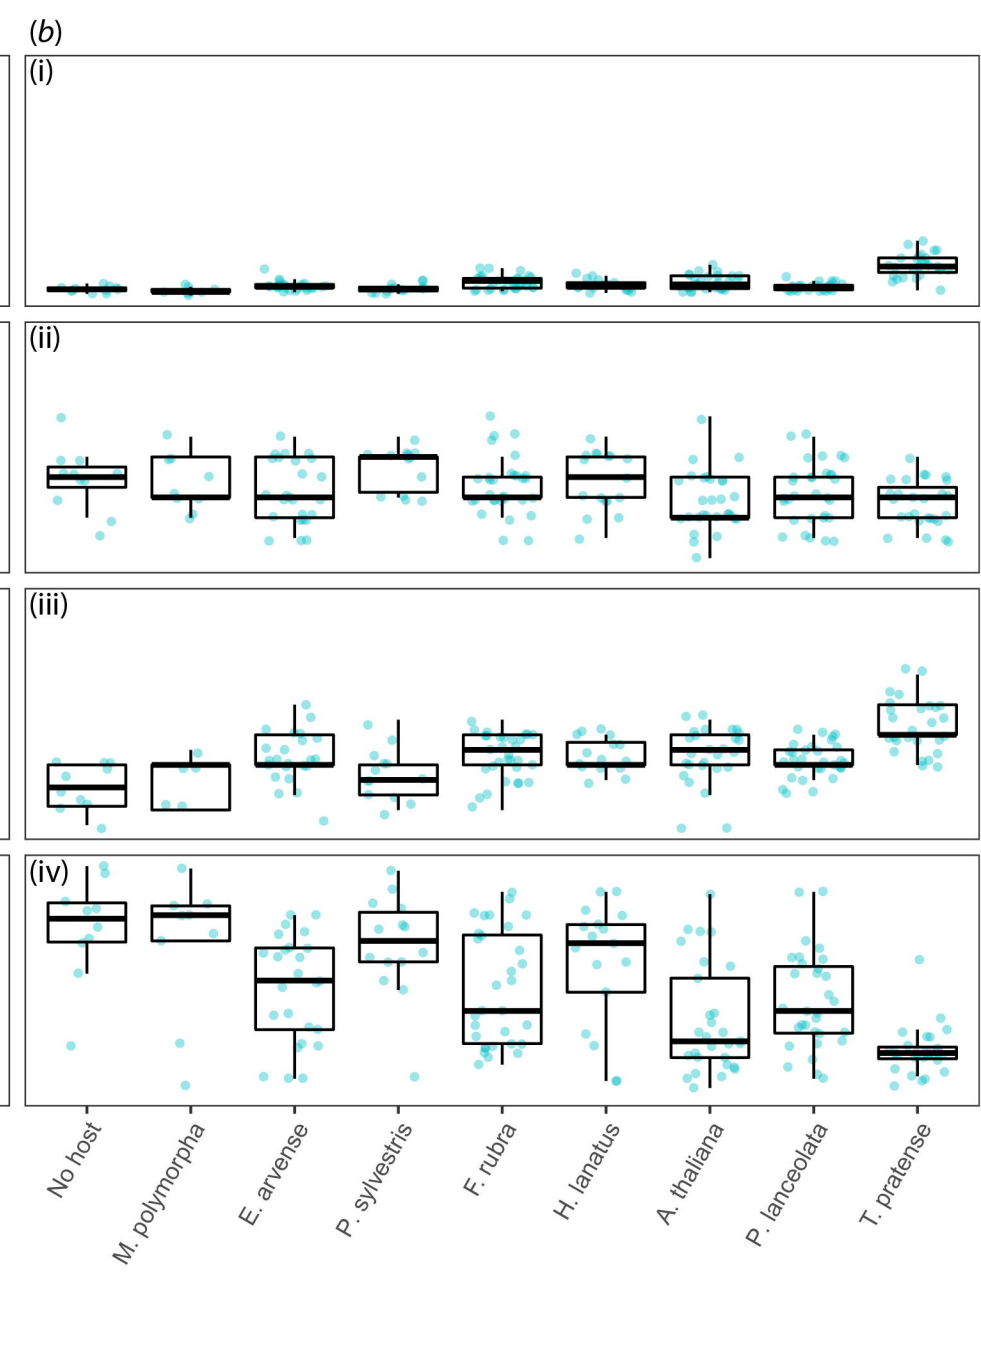 (b)
(i)
(ii)
(iii)
(iv)
No host
M. polymorpha
E. arvense
P. sylvestris
F. rubra
H. lanatus
A. thaliana
P. lanceolata
T. pratense